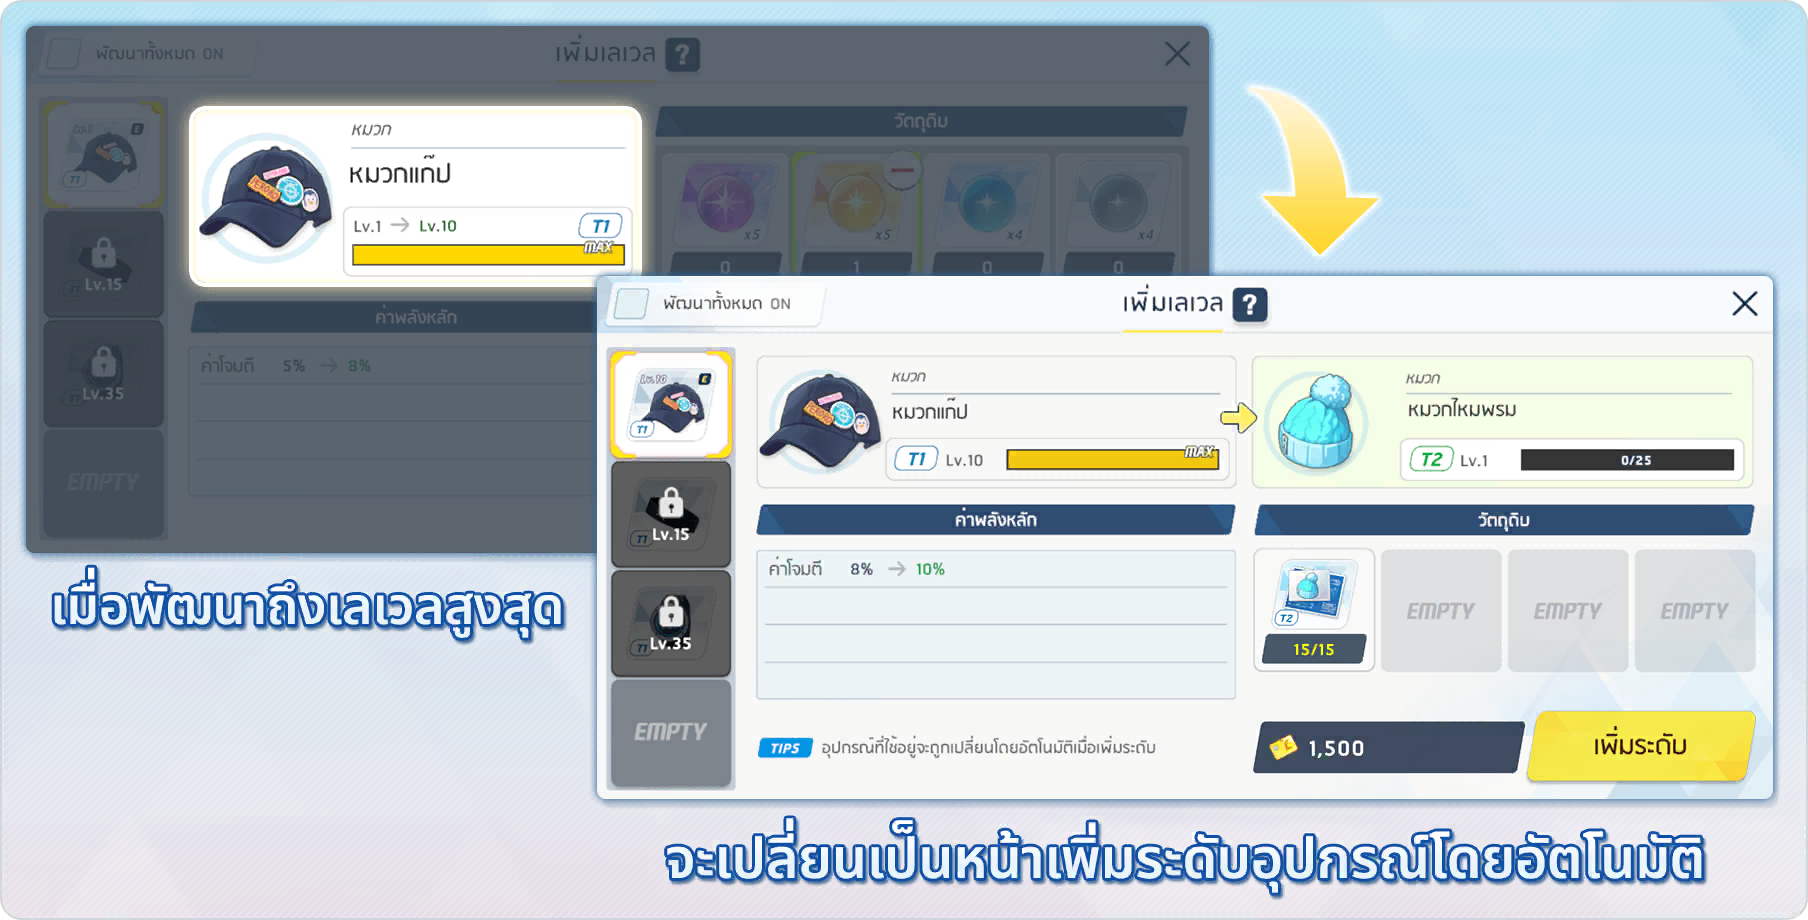 พัฒนาทั้งหมด ON
เพิ่มเลเวล ?
E
T1
Lv.15
Lv.35
EMPTY
หมวก
หมวกแก๊ป
Lv.1 → Lv.10 T1
MAX
ค่าพลังหลัก
ค่าโจมตี 5% → 8%
วัตถุดิบ
x5 x5 x4 x4
0 1 0 0
เมื่อพัฒนาถึงเลเวลสูงสุด
พัฒนาทั้งหมด ON
เพิ่มเลเวล ?
Lv.10 E
T1
T1 Lv.15
T1 Lv.35
EMPTY
หมวก
หมวกแก๊ป
T1 Lv.10 MAX
หมวก
หมวกไหมพรม
T2 Lv.1 0/25
ค่าพลังหลัก
ค่าโจมตี 8% → 10%
วัตถุดิบ
T2
15/15
EMPTY EMPTY EMPTY
TIPS อุปกรณ์ที่ใช้อยู่จะถูกเปลี่ยนโดยอัตโนมัติเมื่อเพิ่มระดับ
1,500
เพิ่มระดับ
จะเปลี่ยนเป็นหน้าเพิ่มระดับอุปกรณ์โดยอัตโนมัติ